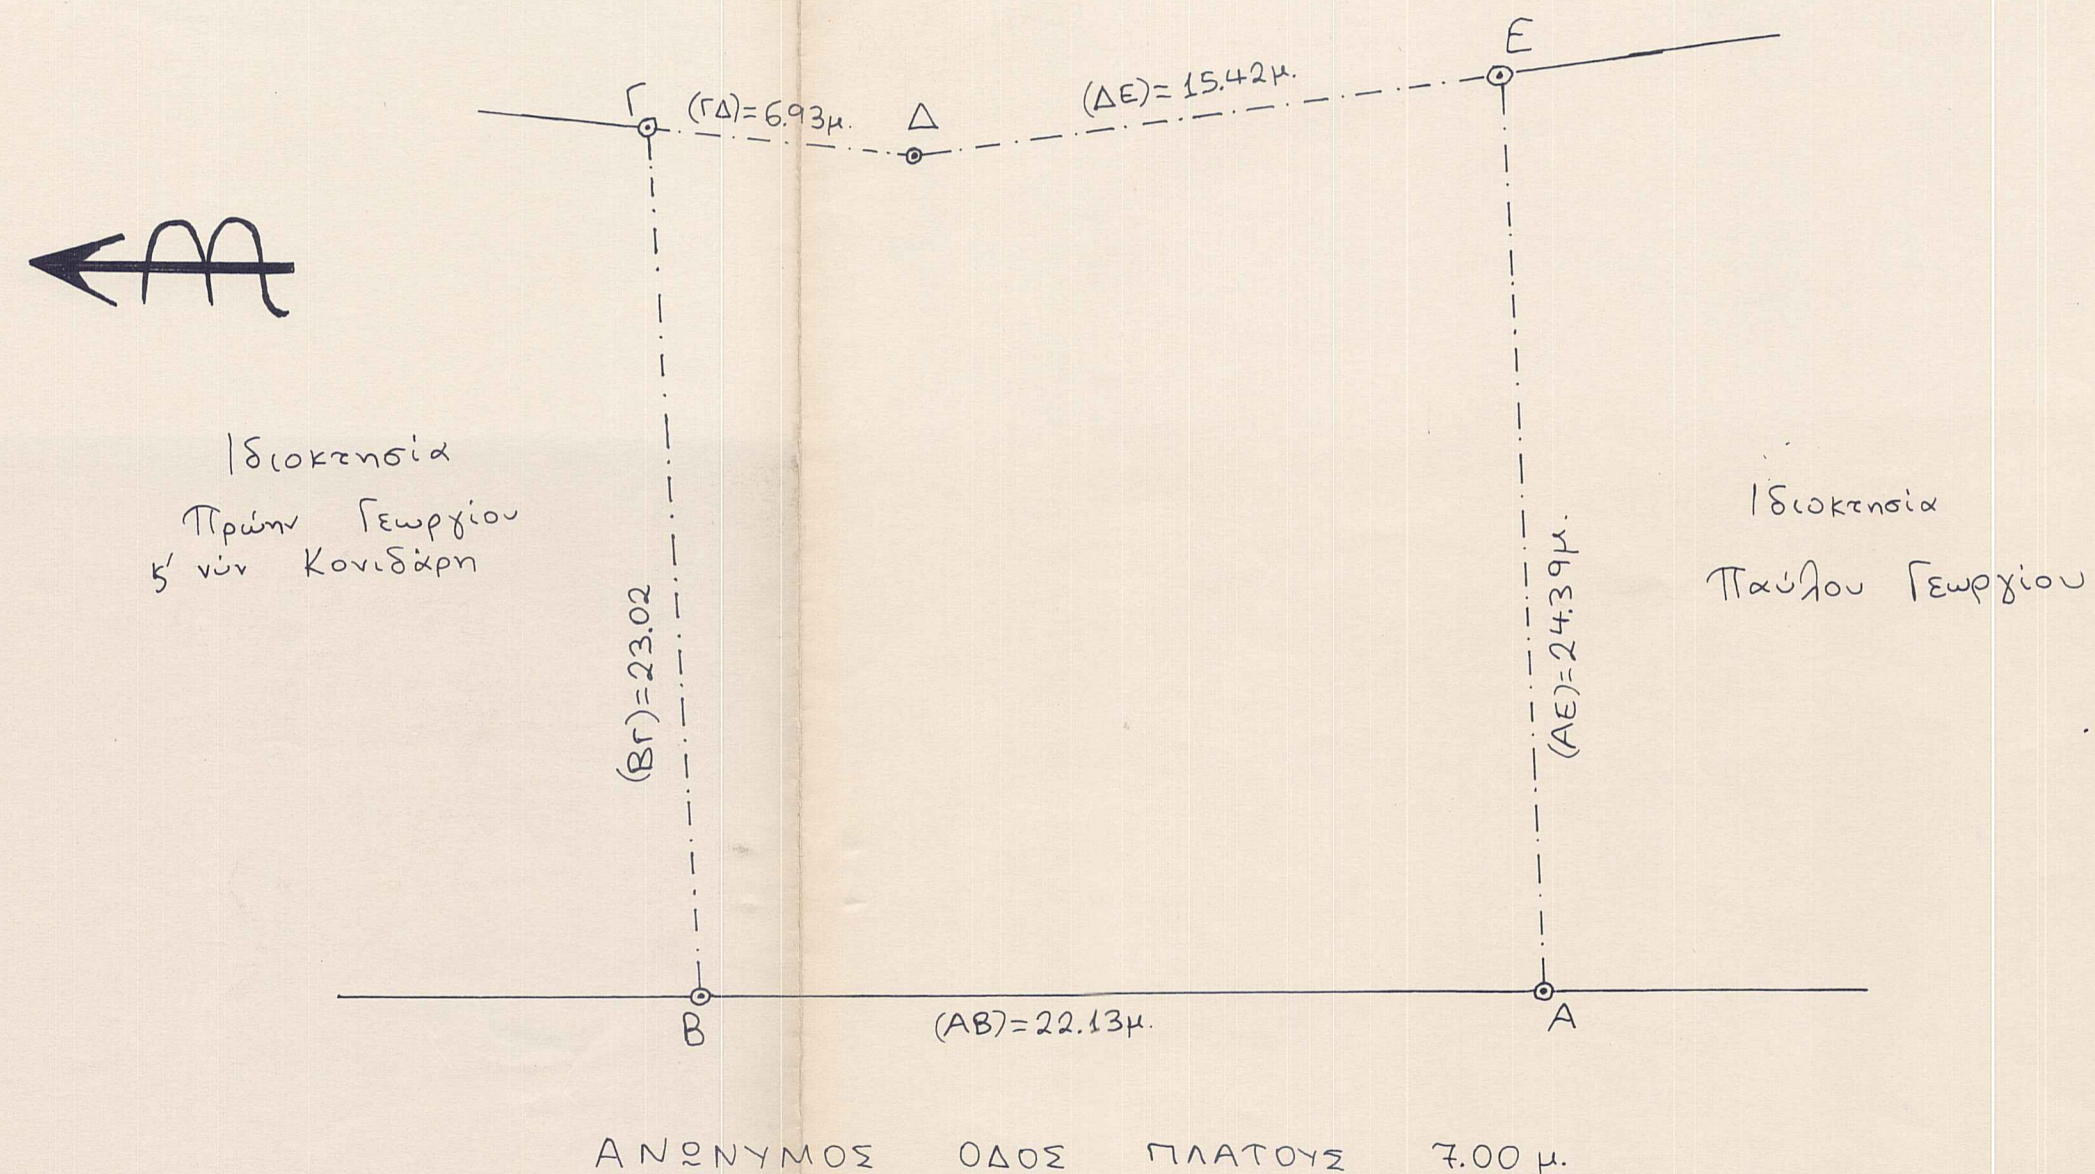 Ε
Γ
(ΓΔ)=6.93μ.
Δ
(ΔΕ)=15.42μ.
Ιδιοκτησία
Πρώην Γεωργίου
ϛ' νύν Κονιδάρη
(ΒΓ)=23.02
(ΑΕ)=24.39μ.
Ιδιοκτησία
Παύλου Γεωργίου
Β
(ΑΒ)=22.13μ.
Α
ΑΝΩΝΥΜΟΣ ΟΔΟΣ ΠΛΑΤΟΥΣ 7.00 μ.